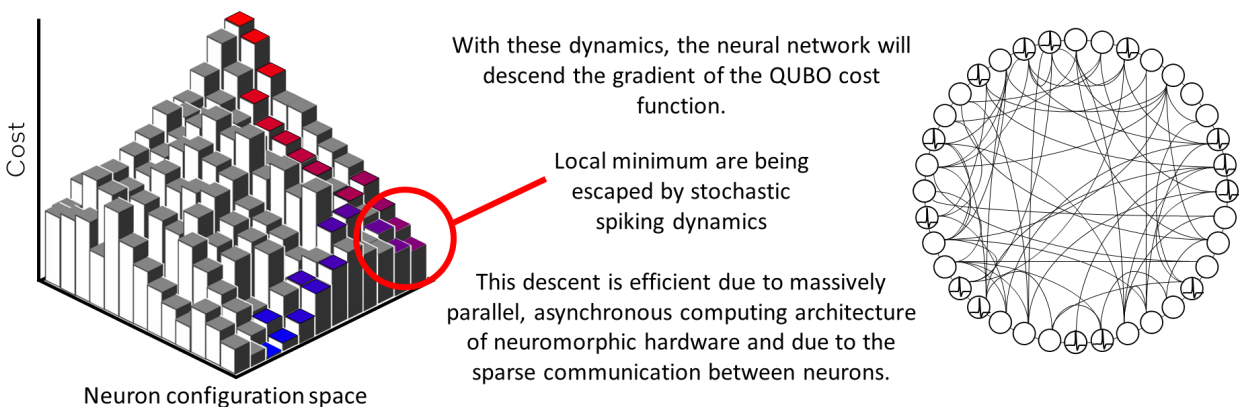 Cost
Neuron configuration space
With these dynamics, the neural network will
descend the gradient of the QUBO cost
function.
Local minimum are being
escaped by stochastic
spiking dynamics
This descent is efficient due to massively
parallel, asynchronous computing architecture
of neuromorphic hardware and due to the
sparse communication between neurons.